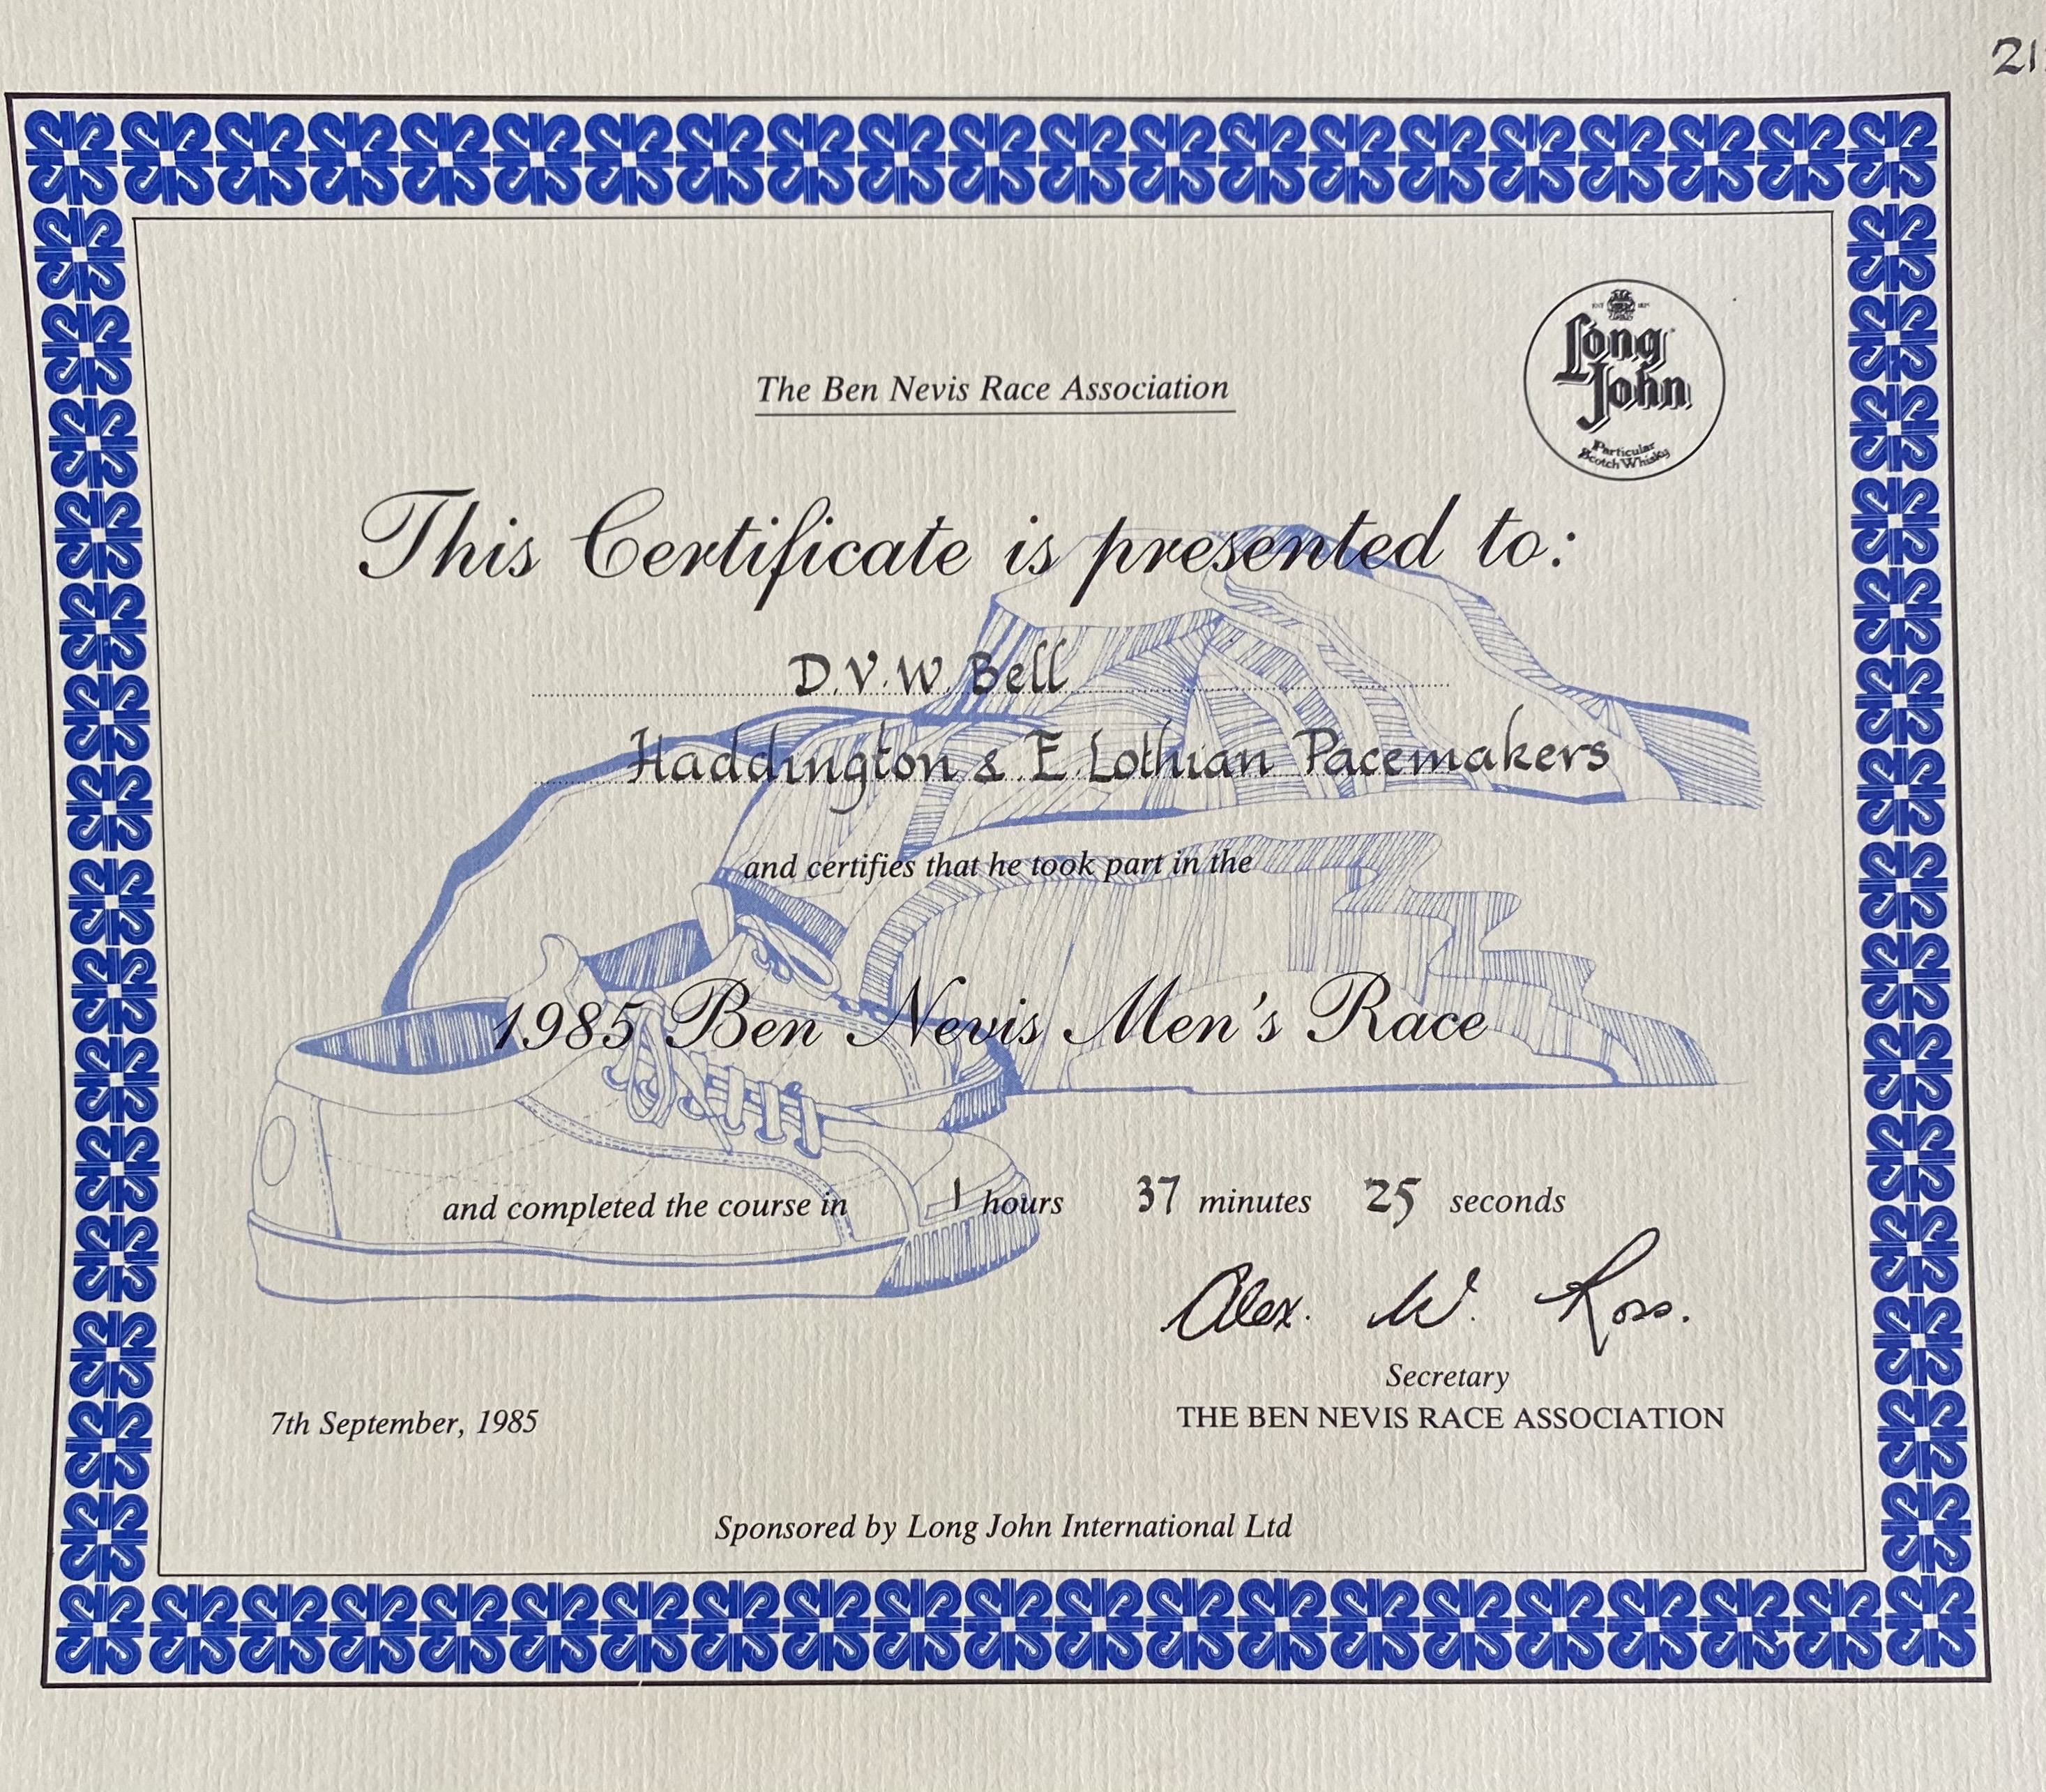 The Ben Nevis Race Association
Long
John
Particular
Scotch Whisky
This Certificate is presented to:
D.V.W. Bell
Haddington & E. Lothian Pacemakers
and certifies that he took part in the
1985 Ben Nevis Men's Race
and completed the course in 1 hours 37 minutes 25 seconds
Alex. W. Ross.
Secretary
7th September, 1985
THE BEN NEVIS RACE ASSOCIATION
Sponsored by Long John International Ltd